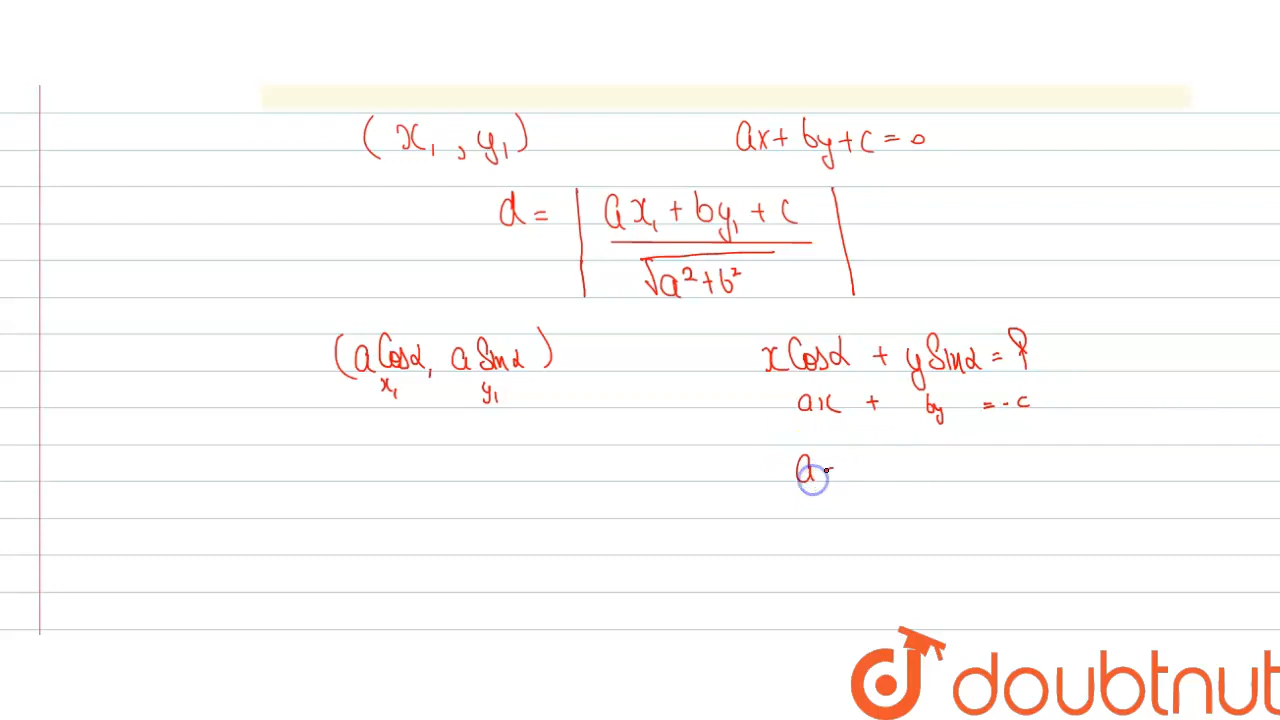 (x₁, y₁) ax + by + c = 0
d = | (ax₁ + by₁ + c) / √(a² + b²) |
(a Cosα, a Sinα) x Cosα + y Sinα = P
x₁ y₁ ax + by = -c
a
doubtnut